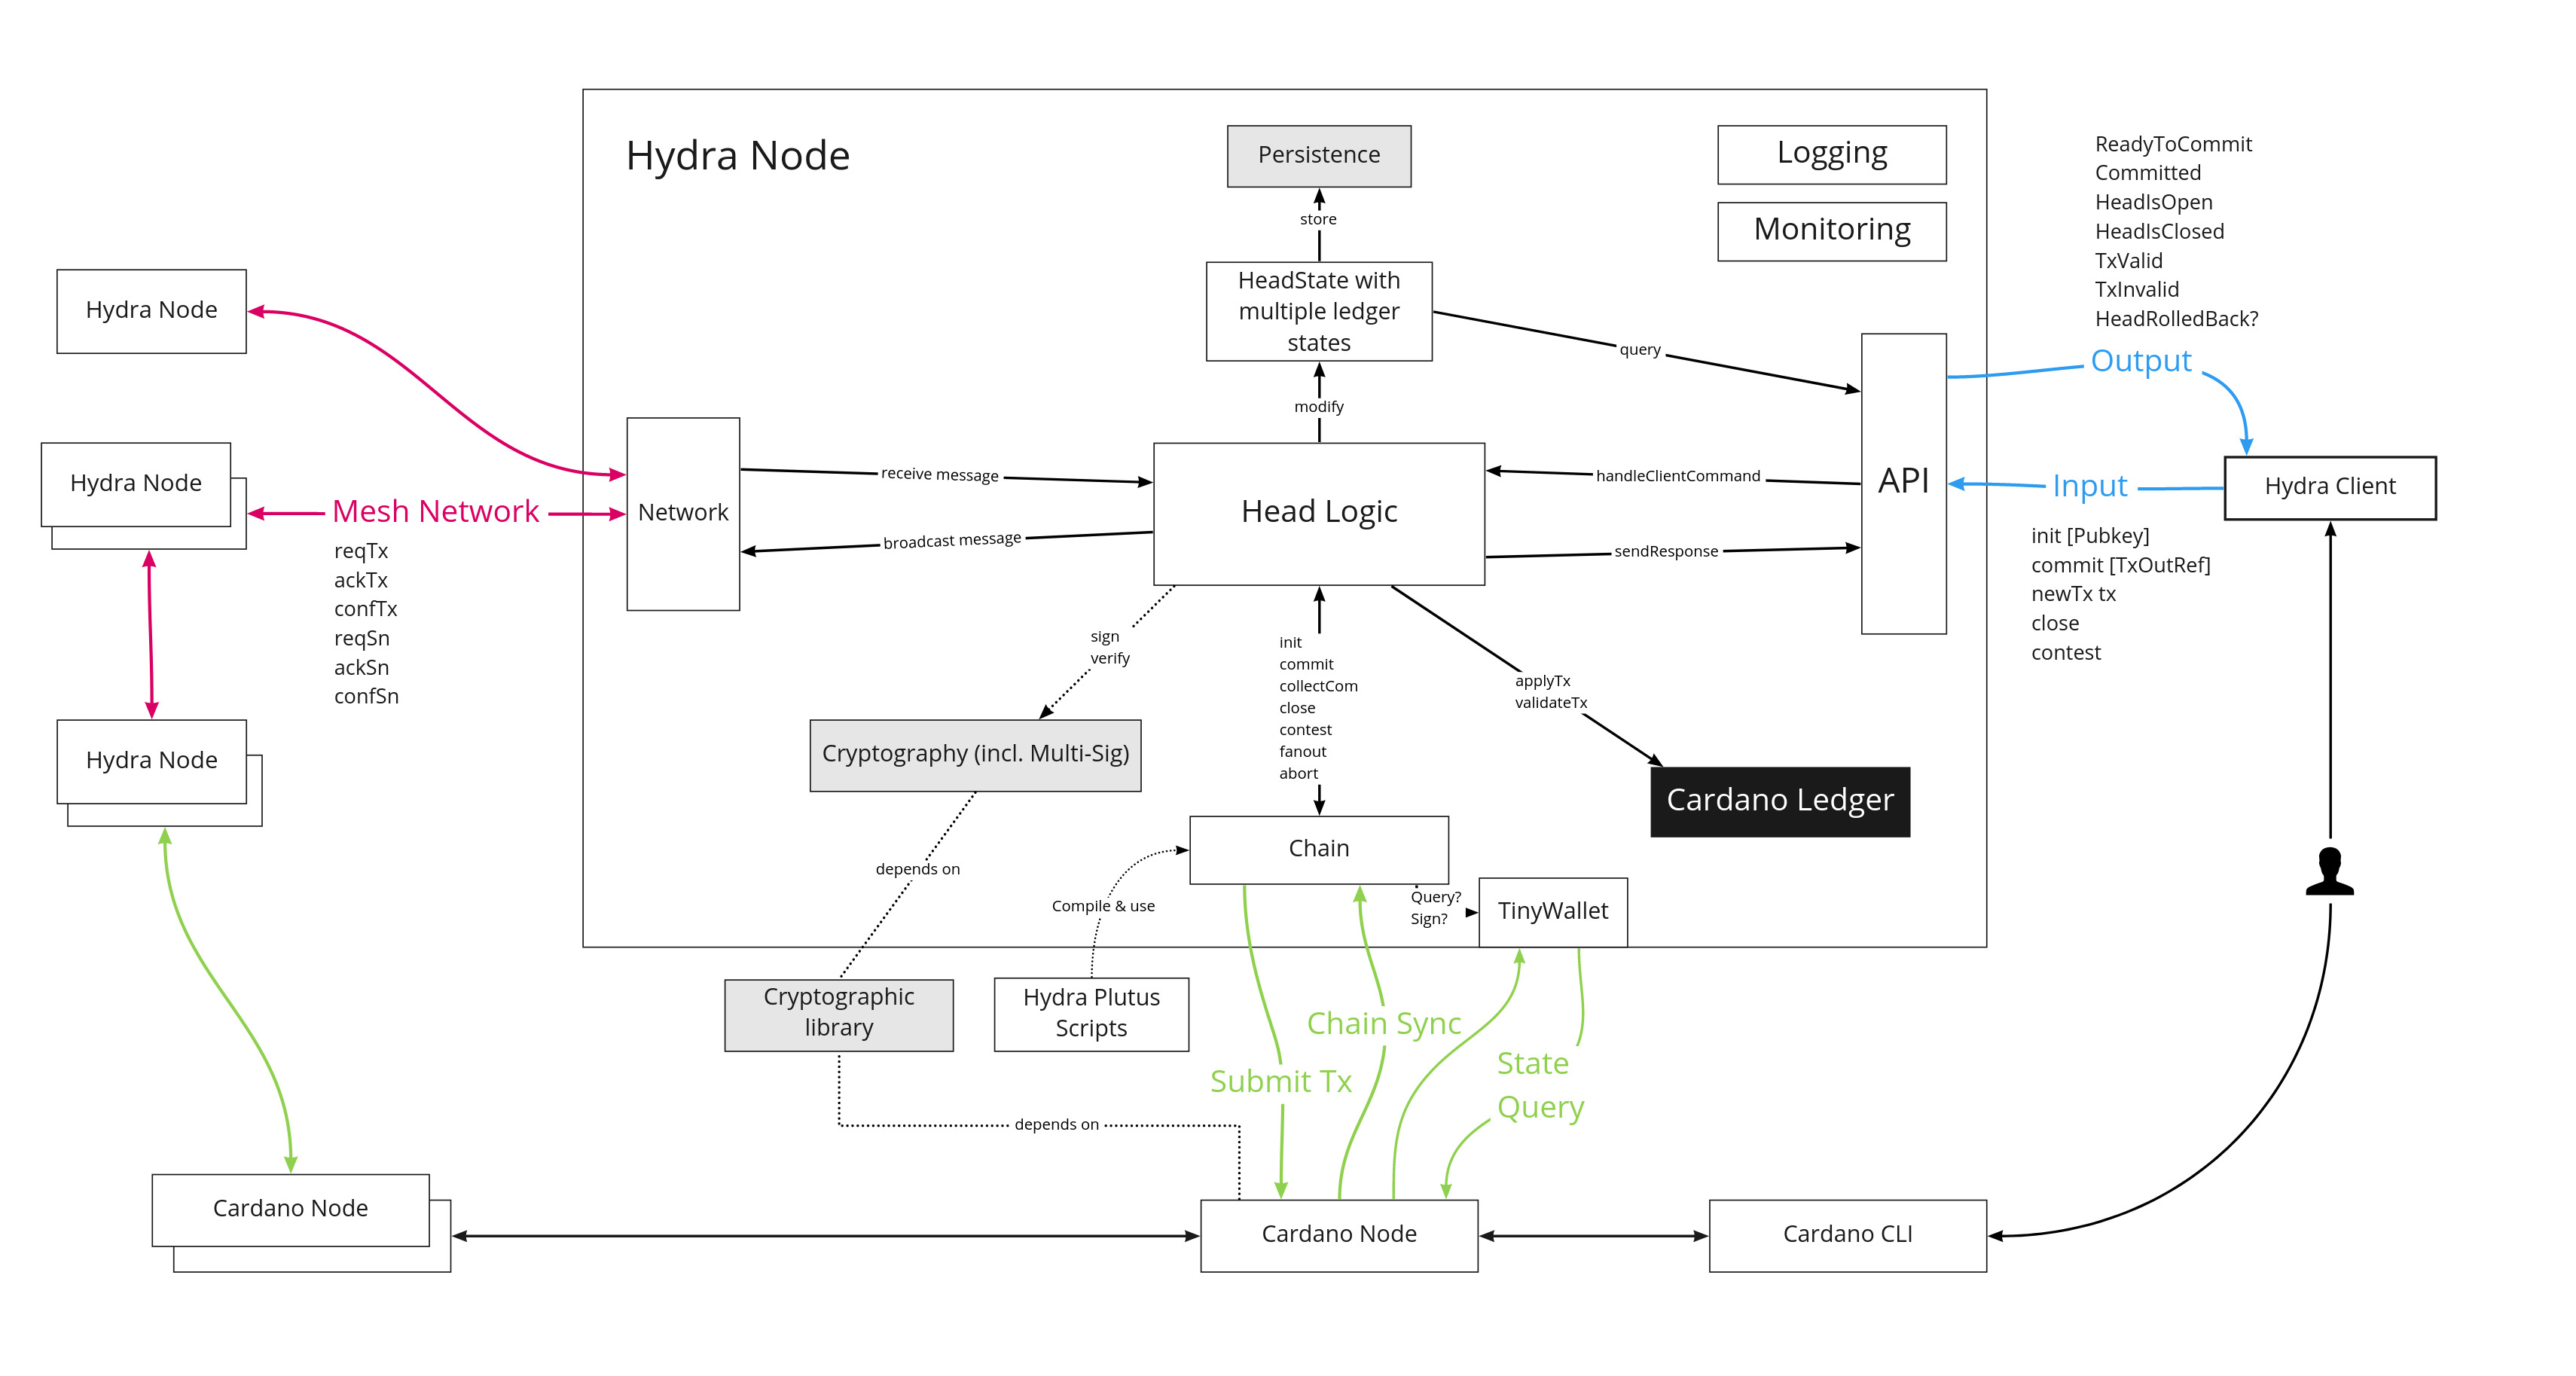 Hydra Node
Persistence
Logging
Monitoring
store
HeadState with
multiple ledger
states
query
modify
ReadyToCommit
Committed
HeadIsOpen
HeadIsClosed
TxValid
TxInvalid
HeadRolledBack?
Output
Hydra Node
Hydra Node
Mesh Network
reqTx
ackTx
confTx
reqSn
ackSn
confSn
Hydra Node
Network
receive message
broadcast message
Head Logic
handleClientCommand
sendResponse
API
Input
Hydra Client
init [Pubkey]
commit [TxOutRef]
newTx tx
close
contest
sign
verify
init
commit
collectCom
close
contest
fanout
abort
applyTx
validateTx
Cryptography (incl. Multi-Sig)
Cardano Ledger
Chain
depends on
Compile & use
Query?
Sign?
TinyWallet
Cryptographic
library
Hydra Plutus
Scripts
Chain Sync
Submit Tx
State
Query
depends on
Cardano Node
Cardano Node
Cardano CLI